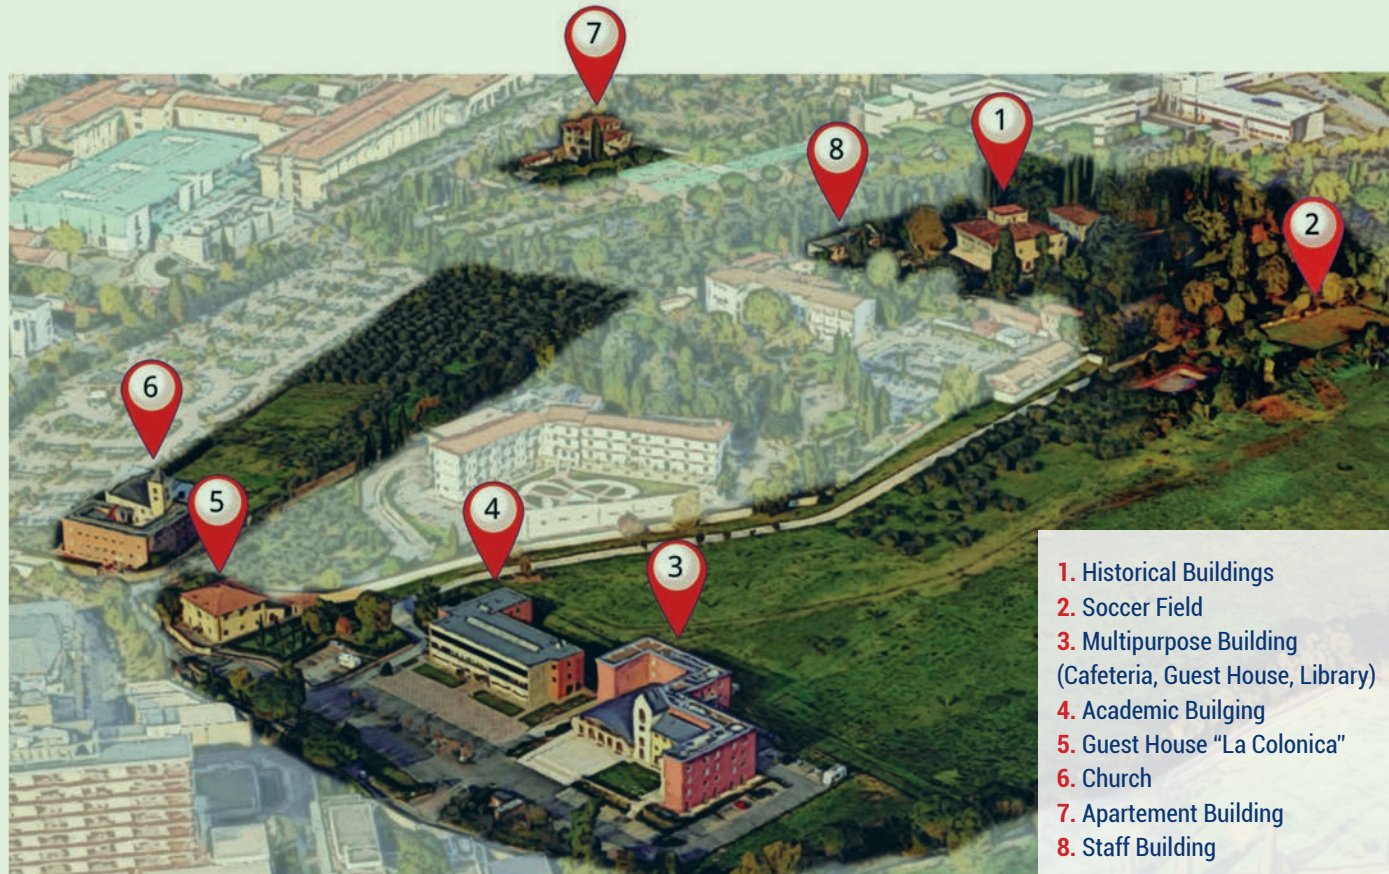 7
1
8
2
6
5
4
3
1. Historical Buildings
2. Soccer Field
3. Multipurpose Building
(Cafeteria, Guest House, Library)
4. Academic Builging
5. Guest House “La Colonica”
6. Church
7. Apartement Building
8. Staff Building